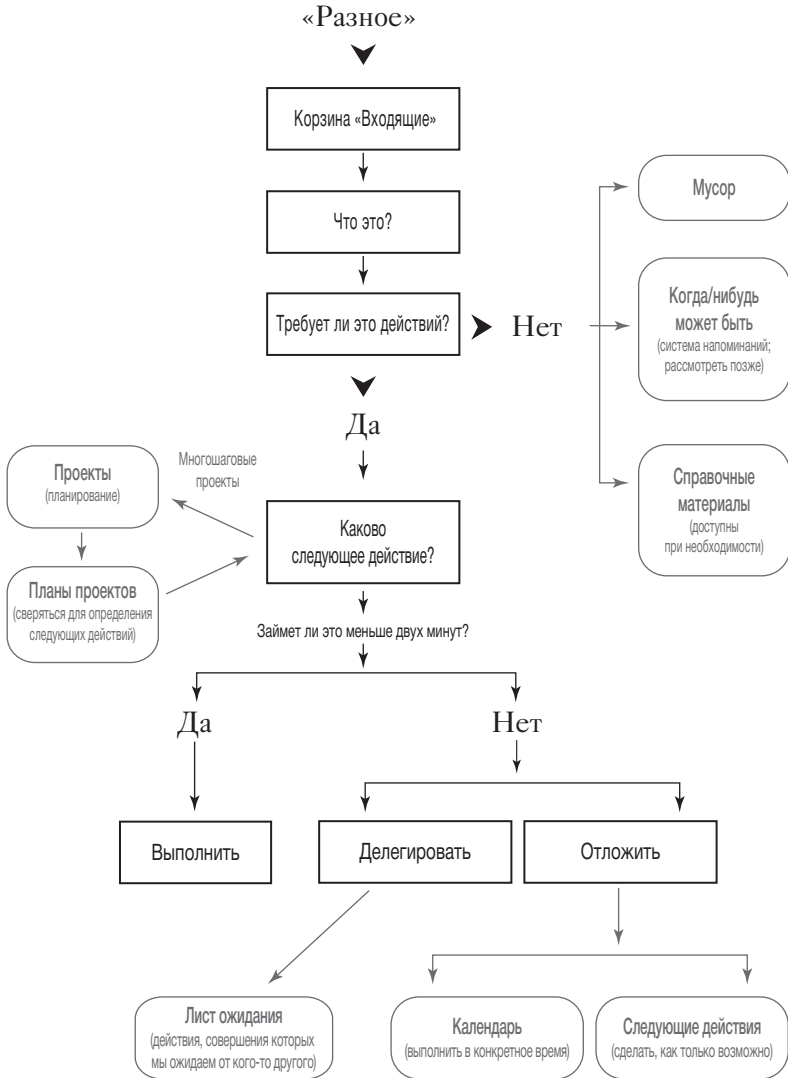 «Разное»
Корзина «Входящие»
Что это?
Требует ли это действий?
Нет
Мусор
Когда/нибудь
может быть
(система напоминаний;
рассмотреть позже)
Справочные
материалы
(доступны
при необходимости)
Да
Многошаговые
проекты
Проекты
(планирование)
Планы проектов
(сверяться для определения
следующих действий)
Каково
следующее действие?
Займет ли это меньше двух минут?
Да
Нет
Выполнить
Делегировать
Отложить
Лист ожидания
(действия, совершения которых
мы ожидаем от кого-то другого)
Календарь
(выполнить в конкретное время)
Следующие действия
(сделать, как только возможно)